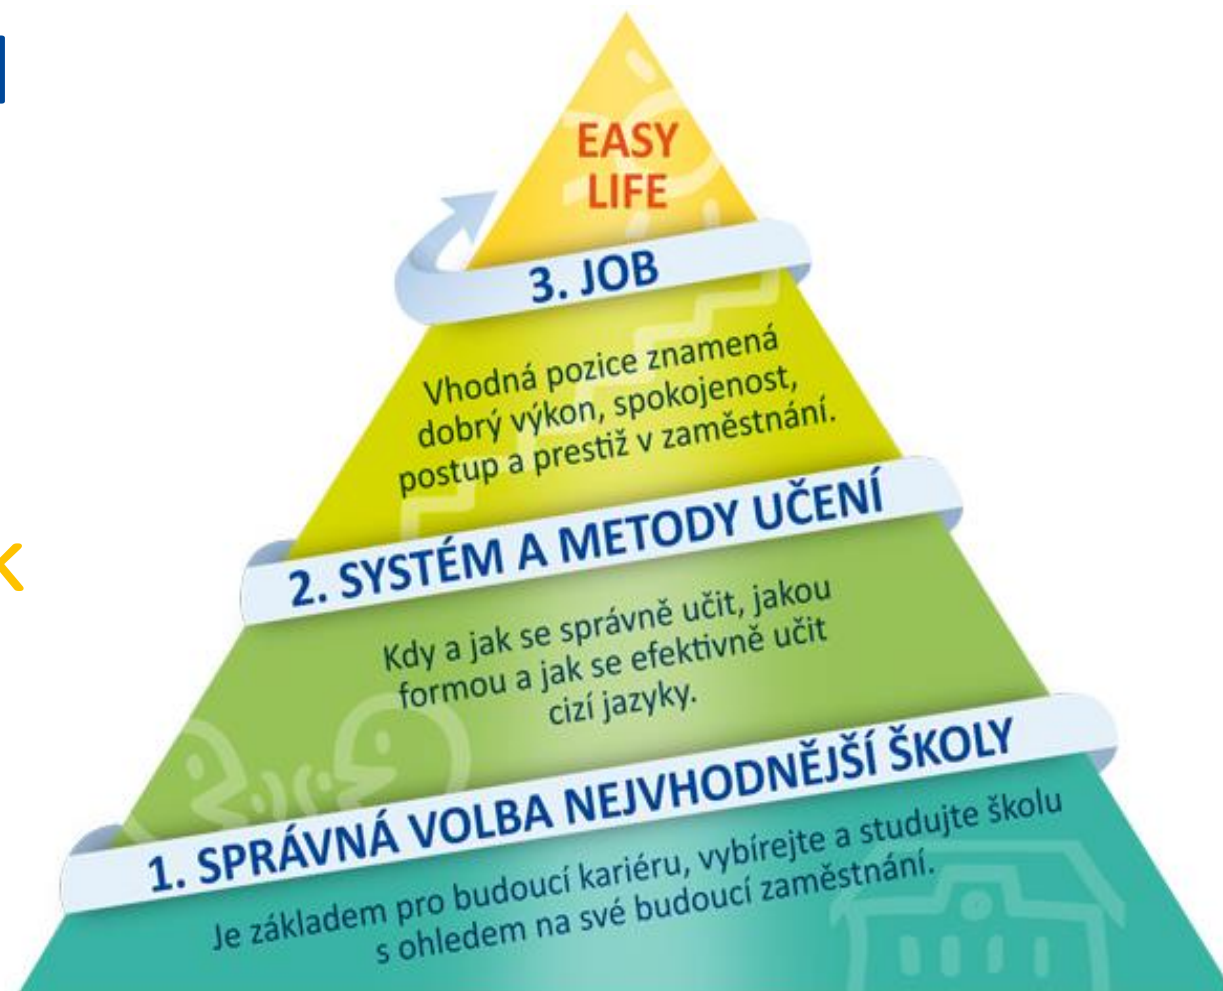 EASY
LIFE
3. JOB
Vhodná pozice znamená
dobrý výkon, spokojenost,
postup a prestiž v zaměstnání.
2. SYSTÉM A METODY UČENÍ
Kdy a jak se správně učit, jakou
formou a jak se efektivně učit
cizí jazyky.
1. SPRÁVNÁ VOLBA NEJVHODNĚJŠÍ ŠKOLY
Je základem pro budoucí kariéru, vybírejte a studujte školu
s ohledem na své budoucí zaměstnání.